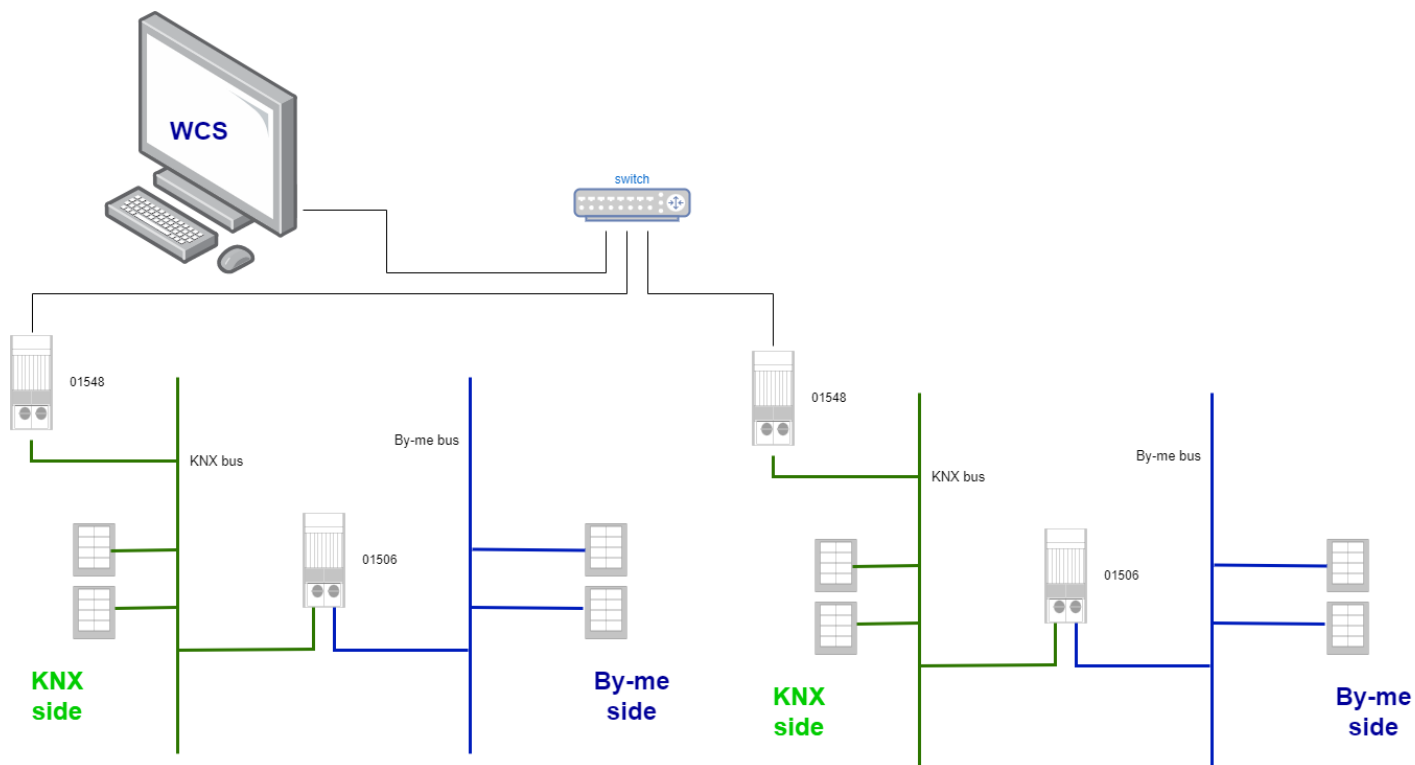 WCS
switch
01548
KNX bus
By-me bus
01506
KNX
side
By-me
side
01548
KNX bus
By-me bus
01506
KNX
side
By-me
side